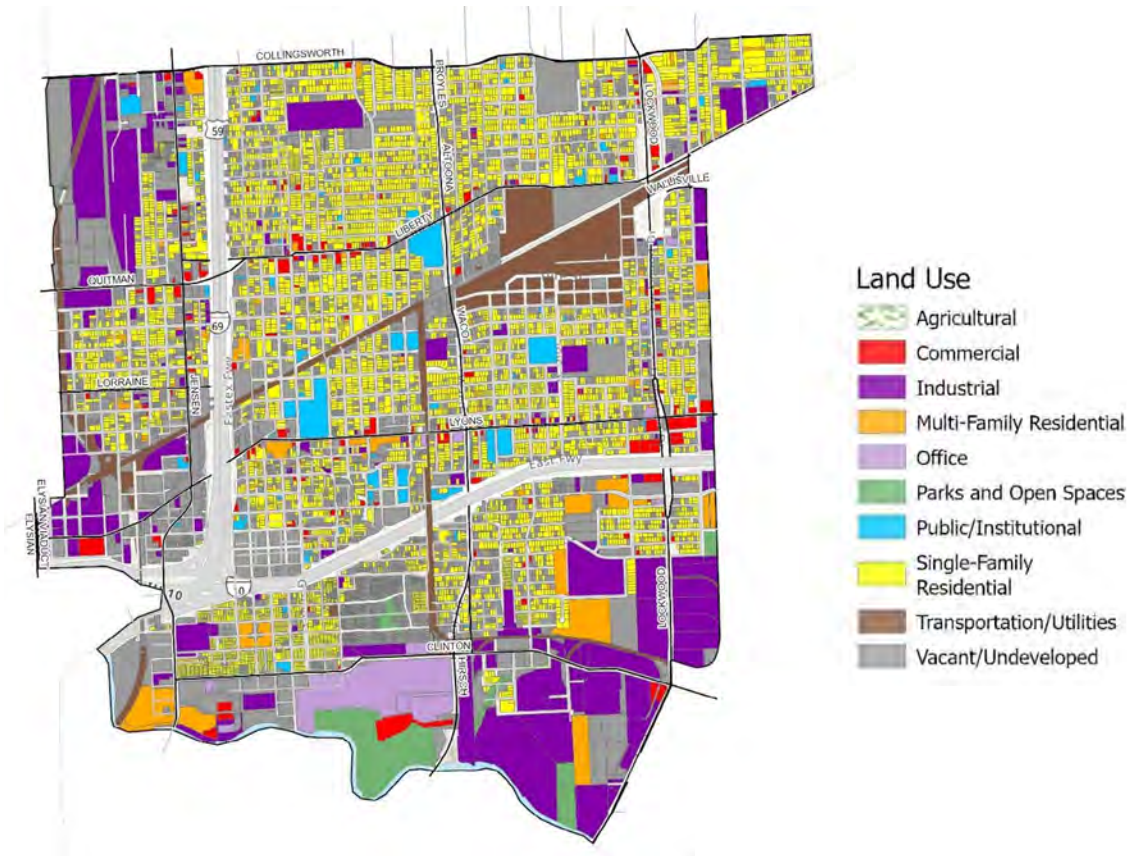 COLLINGSWORTH
BROYLES
LOCKWOOD
59
ALTOONA
WALLISVILLE
LIBERTY
QUITMAN
69
WACO
Eastex Fwy
LORRAINE
JENSEN
LYONS
East Fwy
ELYSIAN VIADUCT
ELYSIAN
10
10
LOCKWOOD
CLINTON
HIRSCH
Land Use
Agricultural
Commercial
Industrial
Multi-Family Residential
Office
Parks and Open Spaces
Public/Institutional
Single-Family
Residential
Transportation/Utilities
Vacant/Undeveloped